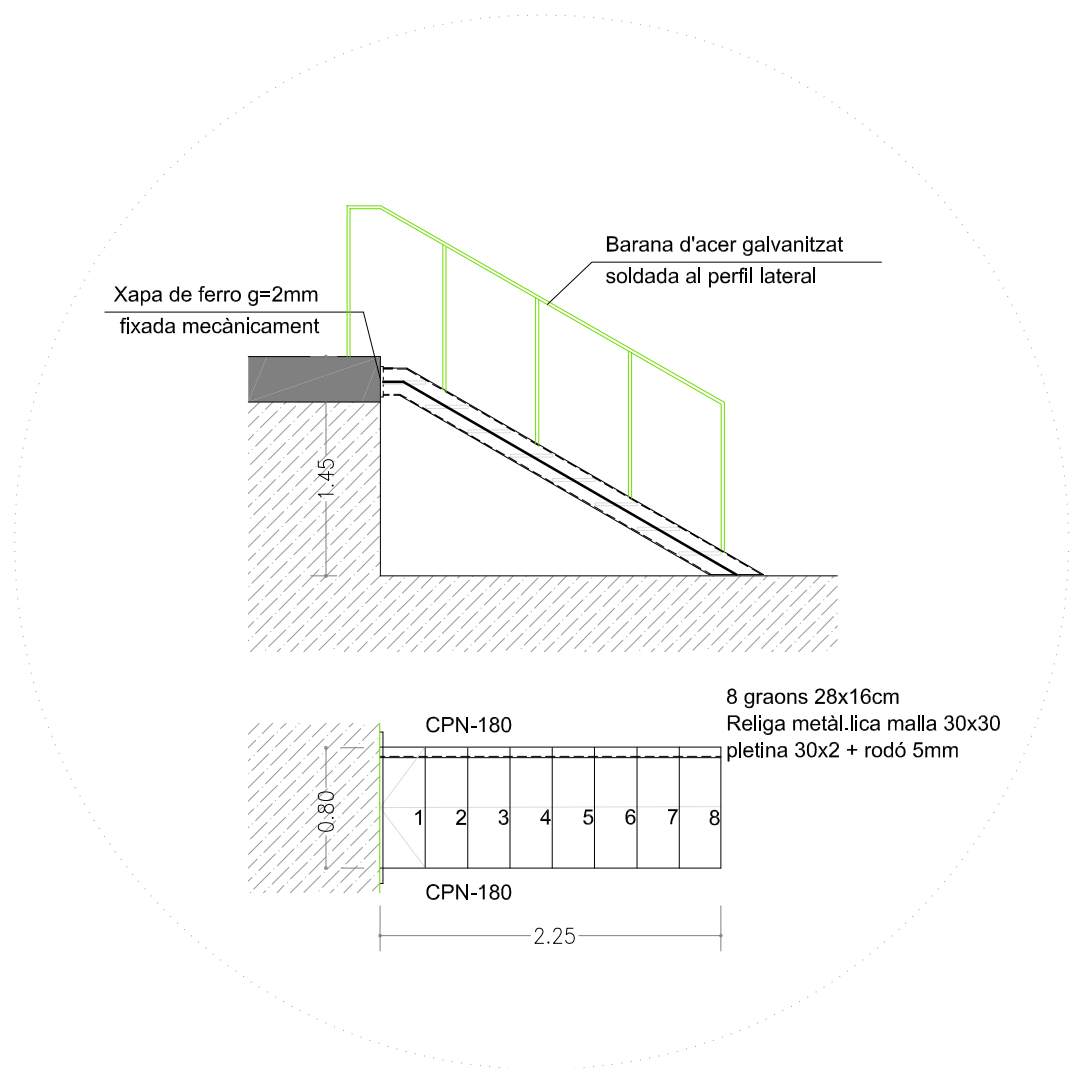 Barana d'acer galvanitzat
soldada al perfil lateral
Xapa de ferro g=2mm
fixada mecànicament
1.45
8 graons 28x16cm
Religa metàl.lica malla 30x30
pletina 30x2 + rodó 5mm
CPN-180
0.80
1 2 3 4 5 6 7 8
CPN-180
2.25